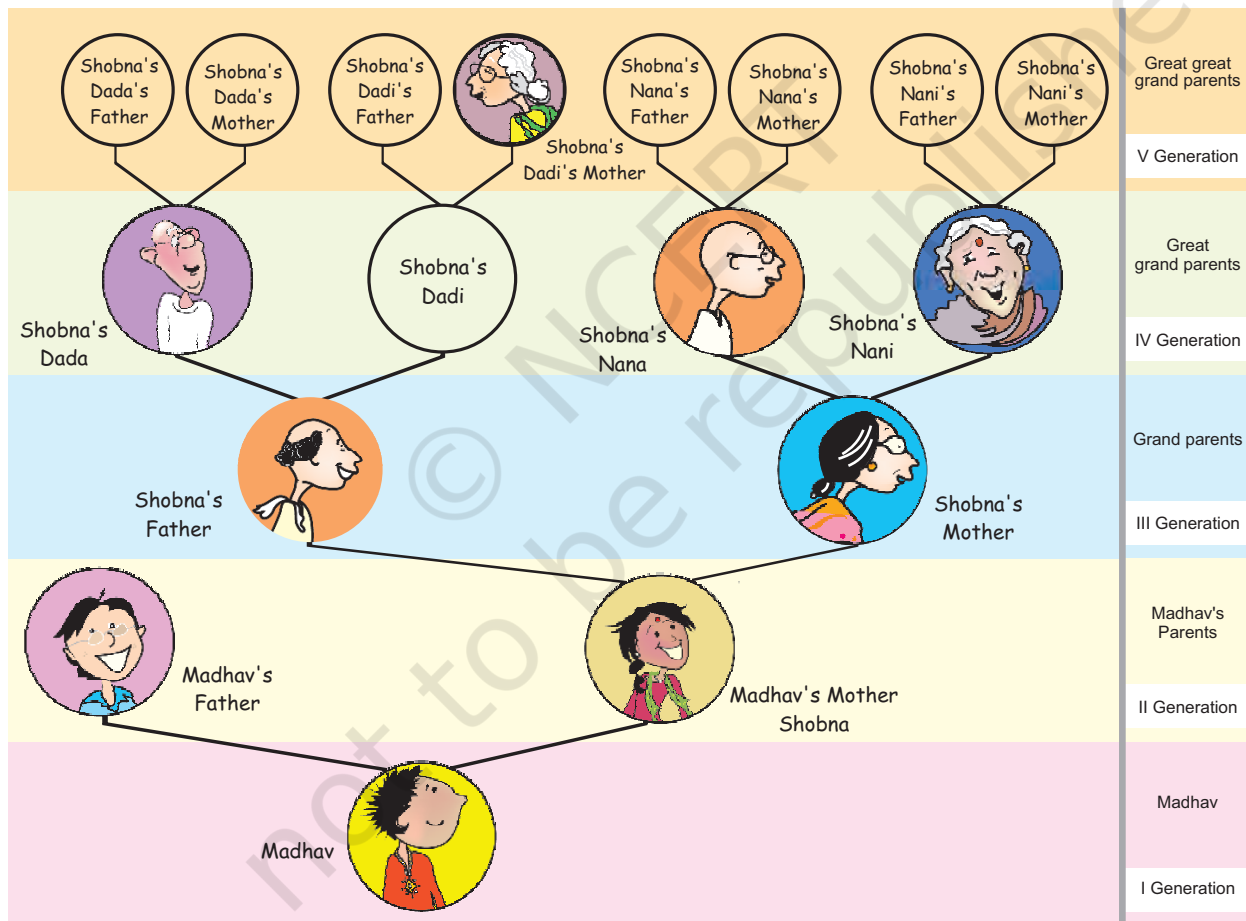 Shobna's
Dada's
Father
Shobna's
Dada's
Mother
Shobna's
Dadi's
Father
Shobna's
Dadi's Mother
Shobna's
Nana's
Father
Shobna's
Nana's
Mother
Shobna's
Nani's
Father
Shobna's
Nani's
Mother
Great great
grand parents
V Generation
Shobna's
Dada
Shobna's
Dadi
Shobna's
Nana
Shobna's
Nani
Great
grand parents
IV Generation
Shobna's
Father
Shobna's
Mother
Grand parents
III Generation
Madhav's
Father
Madhav's Mother
Shobna
Madhav's
Parents
II Generation
Madhav
Madhav
I Generation
© NCERT
not to be republishe